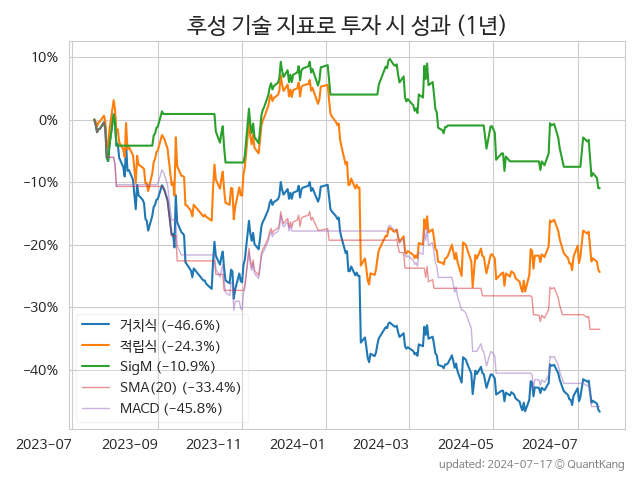 후성 기술 지표로 투자 시 성과 (1년)
10%
0%
−10%
−20%
−30%
−40%
거치식 (−46.6%)
적립식 (−24.3%)
SigM (−10.9%)
SMA(20) (−33.4%)
MACD (−45.8%)
2023-07 2023-09 2023-11 2024-01 2024-03 2024-05 2024-07
updated: 2024-07-17 © QuantKang